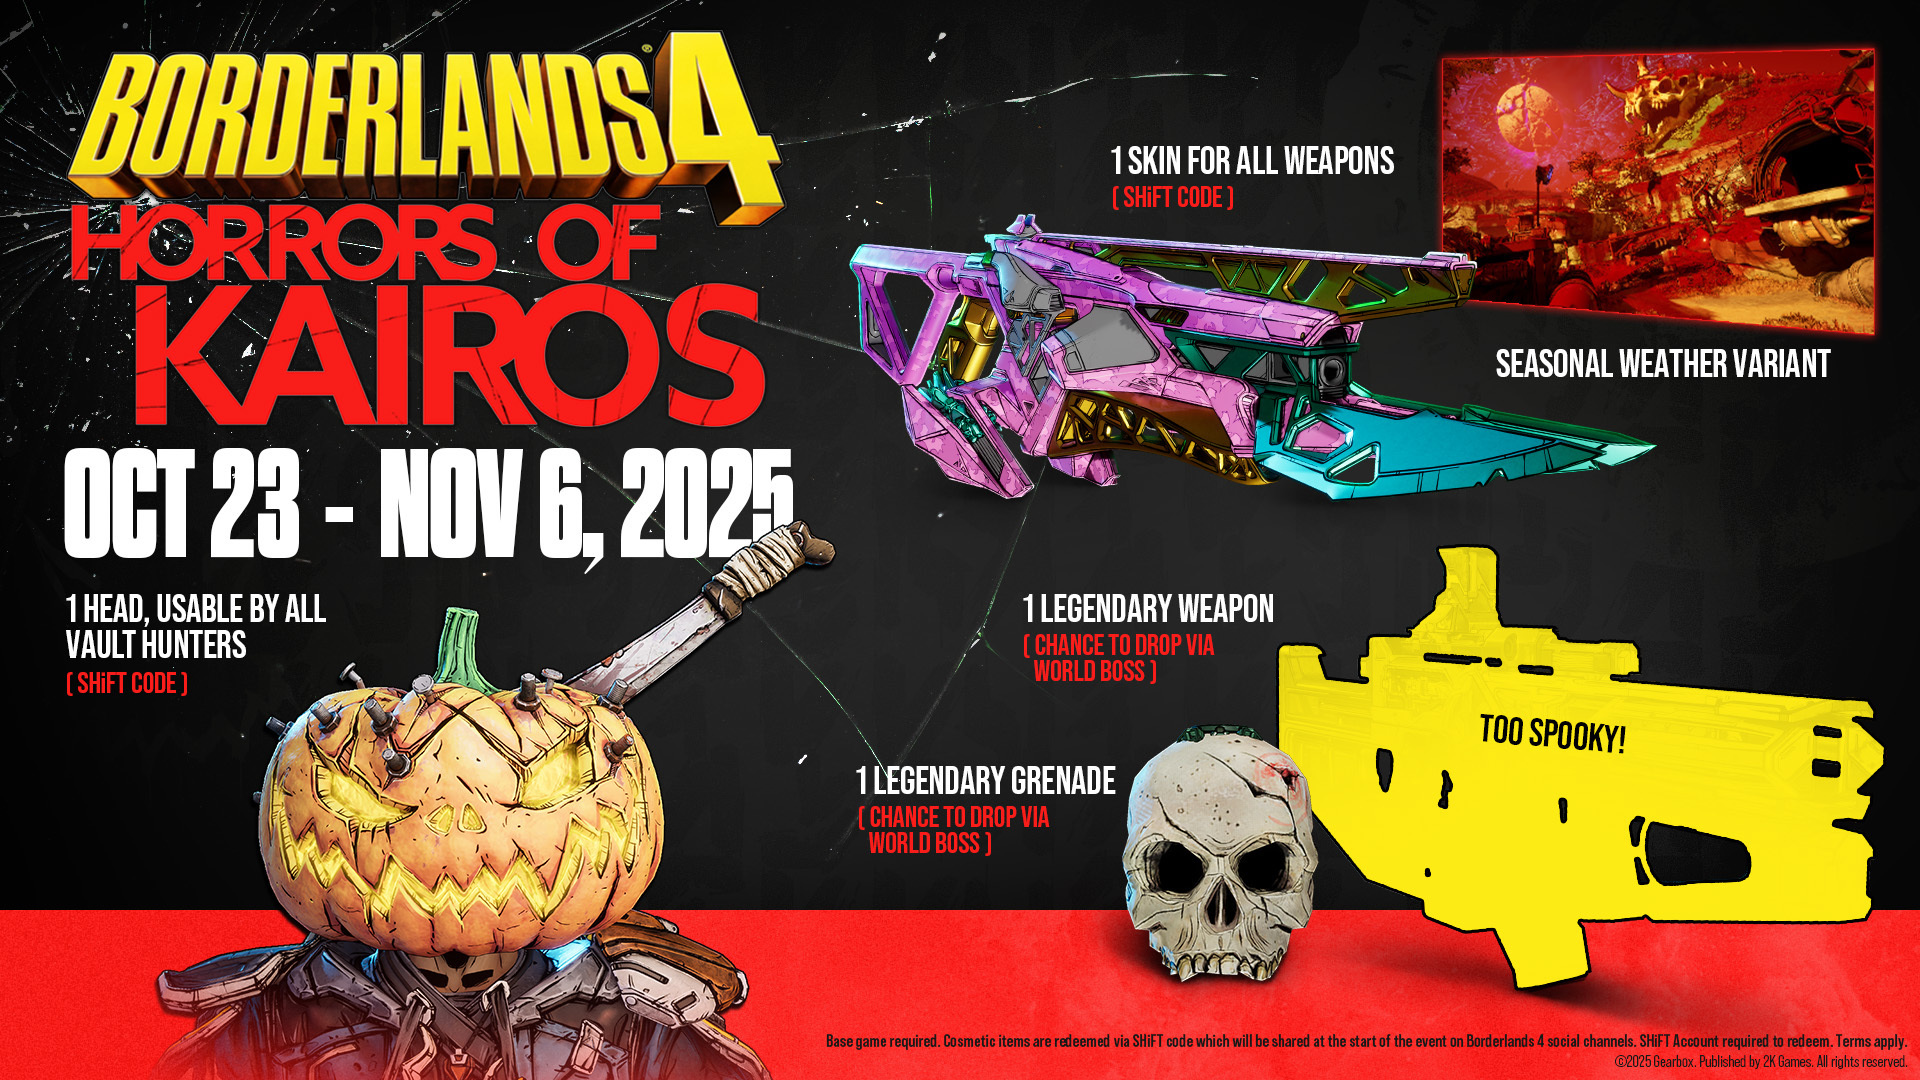 BORDERLANDS 4
HORRORS OF
KAIROS
OCT 23 - NOV 6, 2025
1 HEAD, USABLE BY ALL
VAULT HUNTERS
( SHiFT CODE )
1 SKIN FOR ALL WEAPONS
( SHiFT CODE )
SEASONAL WEATHER VARIANT
1 LEGENDARY WEAPON
( CHANCE TO DROP VIA
WORLD BOSS )
TOO SPOOKY!
1 LEGENDARY GRENADE
( CHANCE TO DROP VIA
WORLD BOSS )
Base game required. Cosmetic items are redeemed via SHiFT code which will be shared at the start of the event on Borderlands 4 social channels. SHiFT Account required to redeem. Terms apply.
©2025 Gearbox. Published by 2K Games. All rights reserved.